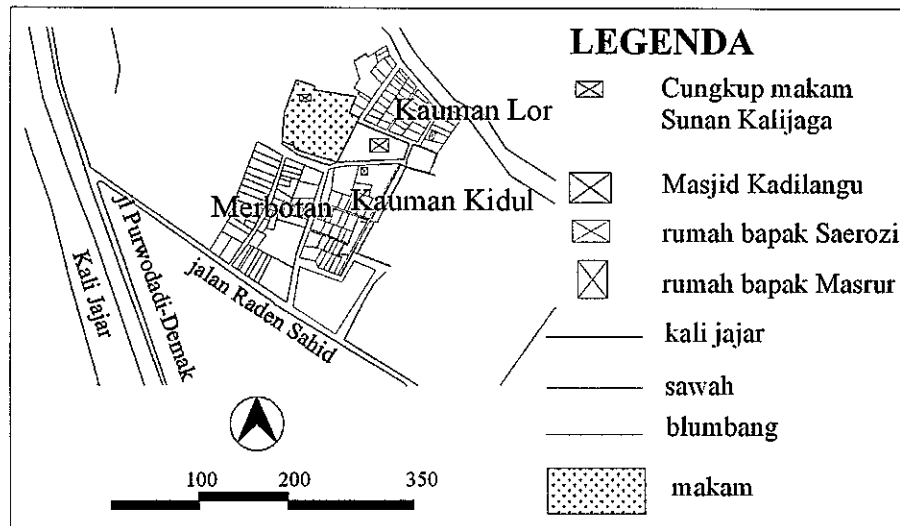 Kauman Lor
Merbotan
Kauman Kidul
jl Purwodadi-Demak
Kali Jajar
jalan Raden Sahid
100 200 350
LEGENDA
Cungkup makam
Sunan Kalijaga
Masjid Kadilangu
rumah bapak Saerozi
rumah bapak Masrur
kali jajar
sawah
blumbang
makam